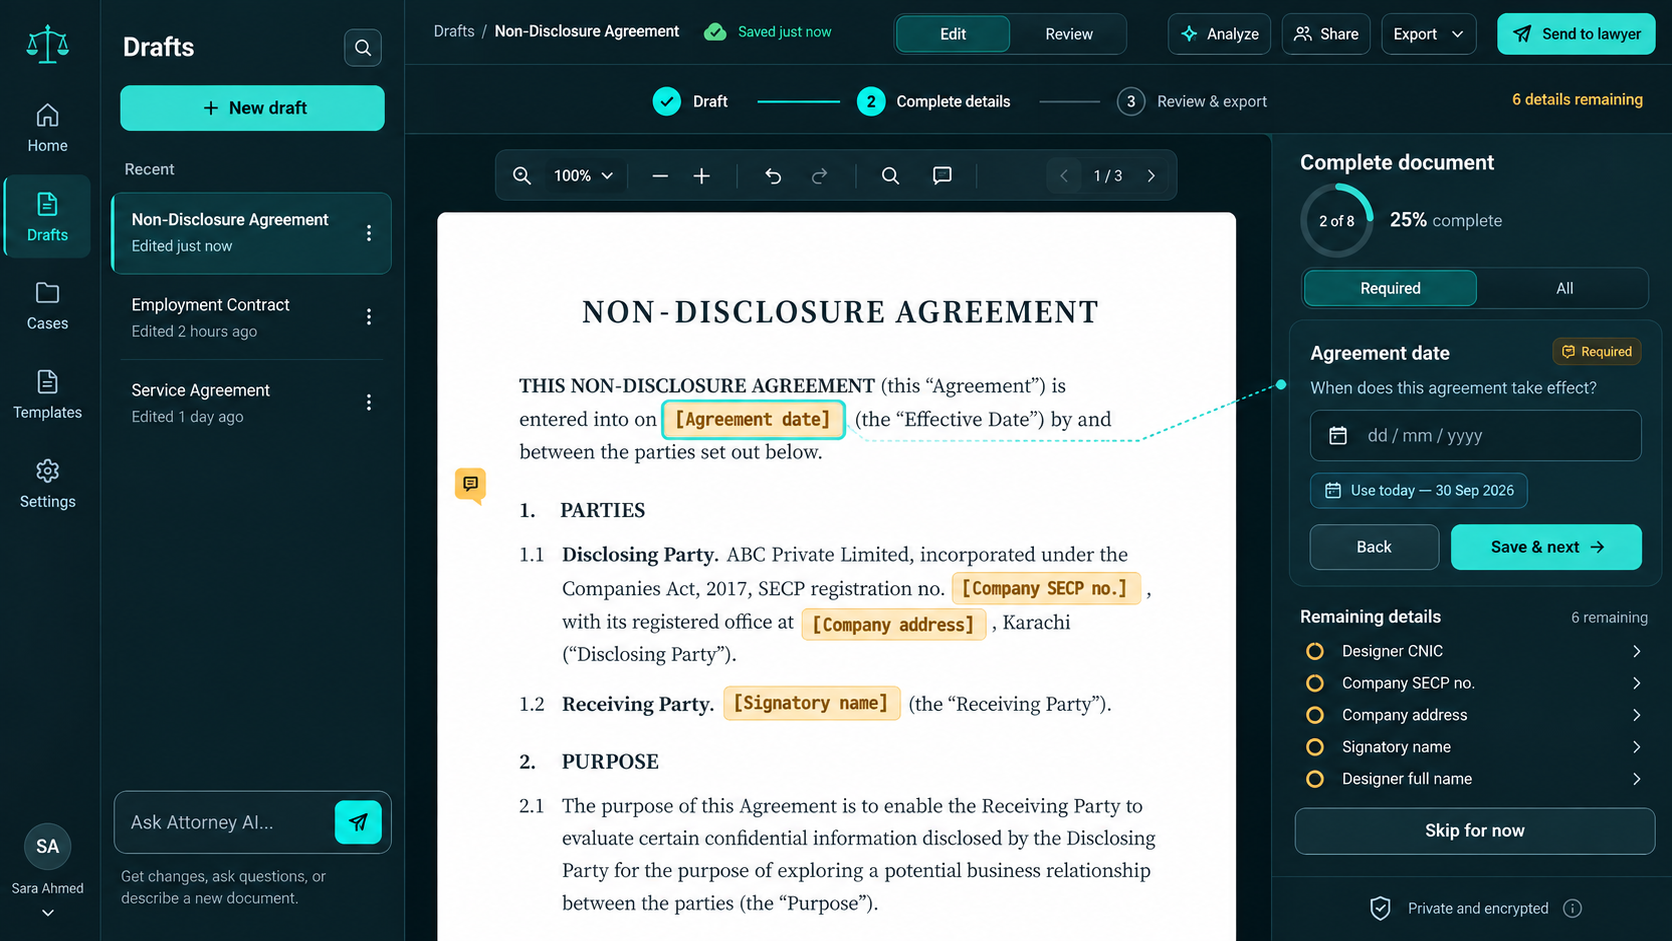 Home
Drafts
Cases
Templates
Settings
SA
Sara Ahmed
Drafts
+ New draft
Recent
Non-Disclosure Agreement
Edited just now
Employment Contract
Edited 2 hours ago
Service Agreement
Edited 1 day ago
Ask Attorney AI...
Get changes, ask questions, or
describe a new document.
Drafts / Non-Disclosure Agreement
Saved just now
Edit
Review
Analyze
Share
Export
Send to lawyer
Draft
2 Complete details
3 Review & export
6 details remaining
100%
1 / 3
NON-DISCLOSURE AGREEMENT
THIS NON-DISCLOSURE AGREEMENT (this “Agreement”) is
entered into on [Agreement date] (the “Effective Date”) by and
between the parties set out below.
1. PARTIES
1.1 Disclosing Party. ABC Private Limited, incorporated under the
Companies Act, 2017, SECP registration no. [Company SECP no.] ,
with its registered office at [Company address] , Karachi
(“Disclosing Party”).
1.2 Receiving Party. [Signatory name] (the “Receiving Party”).
2. PURPOSE
2.1 The purpose of this Agreement is to enable the Receiving Party to
evaluate certain confidential information disclosed by the Disclosing
Party for the purpose of exploring a potential business relationship
between the parties (the “Purpose”).
Complete document
2 of 8
25% complete
Required
All
Agreement date
Required
When does this agreement take effect?
dd / mm / yyyy
Use today — 30 Sep 2026
Back
Save & next →
Remaining details
6 remaining
Designer CNIC
Company SECP no.
Company address
Signatory name
Designer full name
Skip for now
Private and encrypted